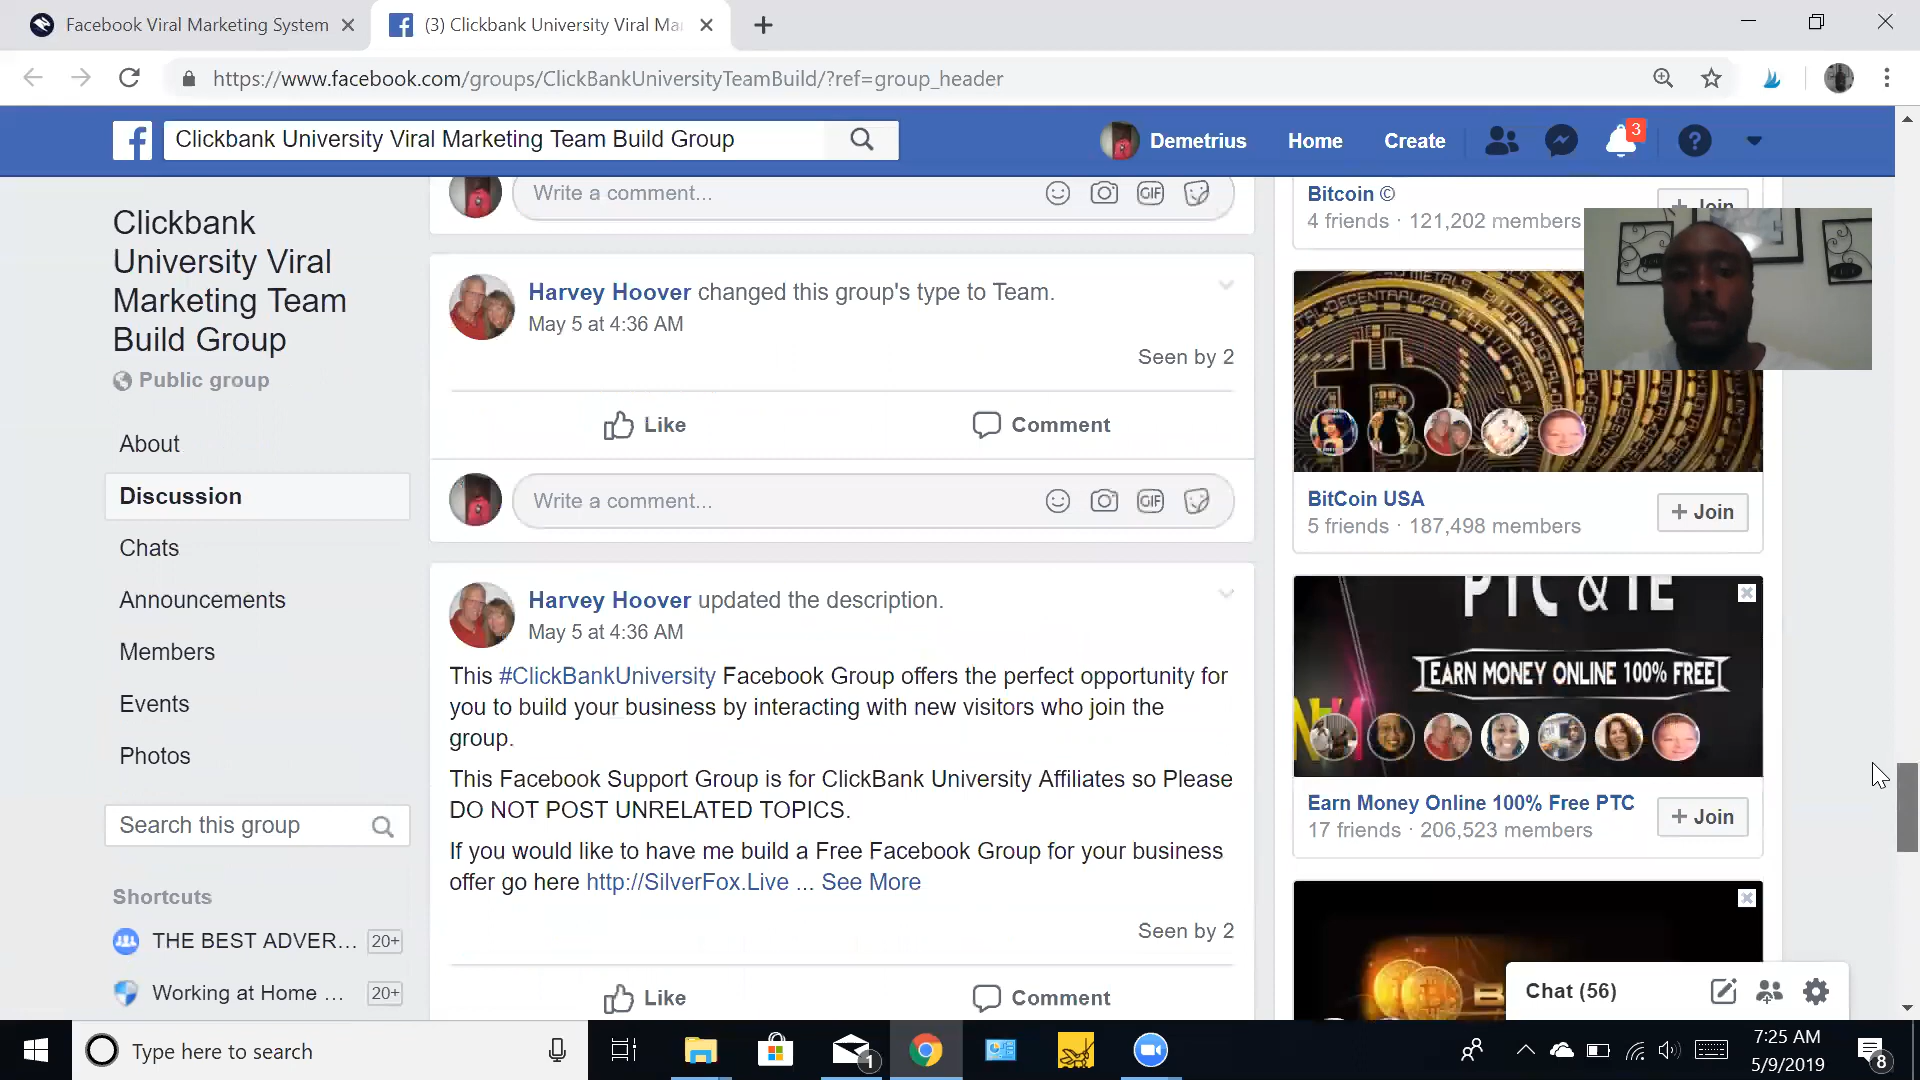 Facebook Viral Marketing System
(3) Clickbank University Viral Ma
https://www.facebook.com/groups/ClickBankUniversityTeamBuild/?ref=group_header
Clickbank University Viral Marketing Team Build Group
Demetrius
Home
Create
3
Clickbank
University Viral
Marketing Team
Build Group
Public group
About
Discussion
Chats
Announcements
Members
Events
Photos
Search this group
Shortcuts
THE BEST ADVER... 20+
Working at Home ... 20+
Write a comment...
GIF
Harvey Hoover changed this group's type to Team.
May 5 at 4:36 AM
Seen by 2
Like
Comment
Write a comment...
GIF
Harvey Hoover updated the description.
May 5 at 4:36 AM
This #ClickBankUniversity Facebook Group offers the perfect opportunity for
you to build your business by interacting with new visitors who join the
group.
This Facebook Support Group is for ClickBank University Affiliates so Please
DO NOT POST UNRELATED TOPICS.
If you would like to have me build a Free Facebook Group for your business
offer go here http://SilverFox.Live ... See More
Seen by 2
Like
Comment
Bitcoin ©
4 friends · 121,202 members
+ Join
BitCoin USA
5 friends · 187,498 members
+ Join
PTC & TE
EARN MONEY ONLINE 100% FREE
Earn Money Online 100% Free PTC
17 friends · 206,523 members
+ Join
Chat (56)
Type here to search
1
7:25 AM
5/9/2019
8